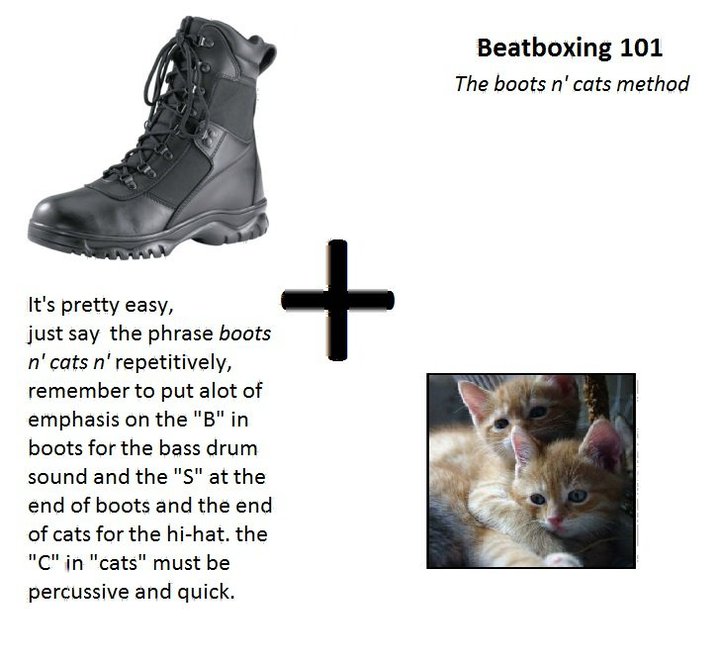 Beatboxing 101
The boots n' cats method
It's pretty easy,
just say the phrase boots
n' cats n' repetitively,
remember to put alot of
emphasis on the "B" in
boots for the bass drum
sound and the "S" at the
end of boots and the end
of cats for the hi-hat. the
"C" in "cats" must be
percussive and quick.